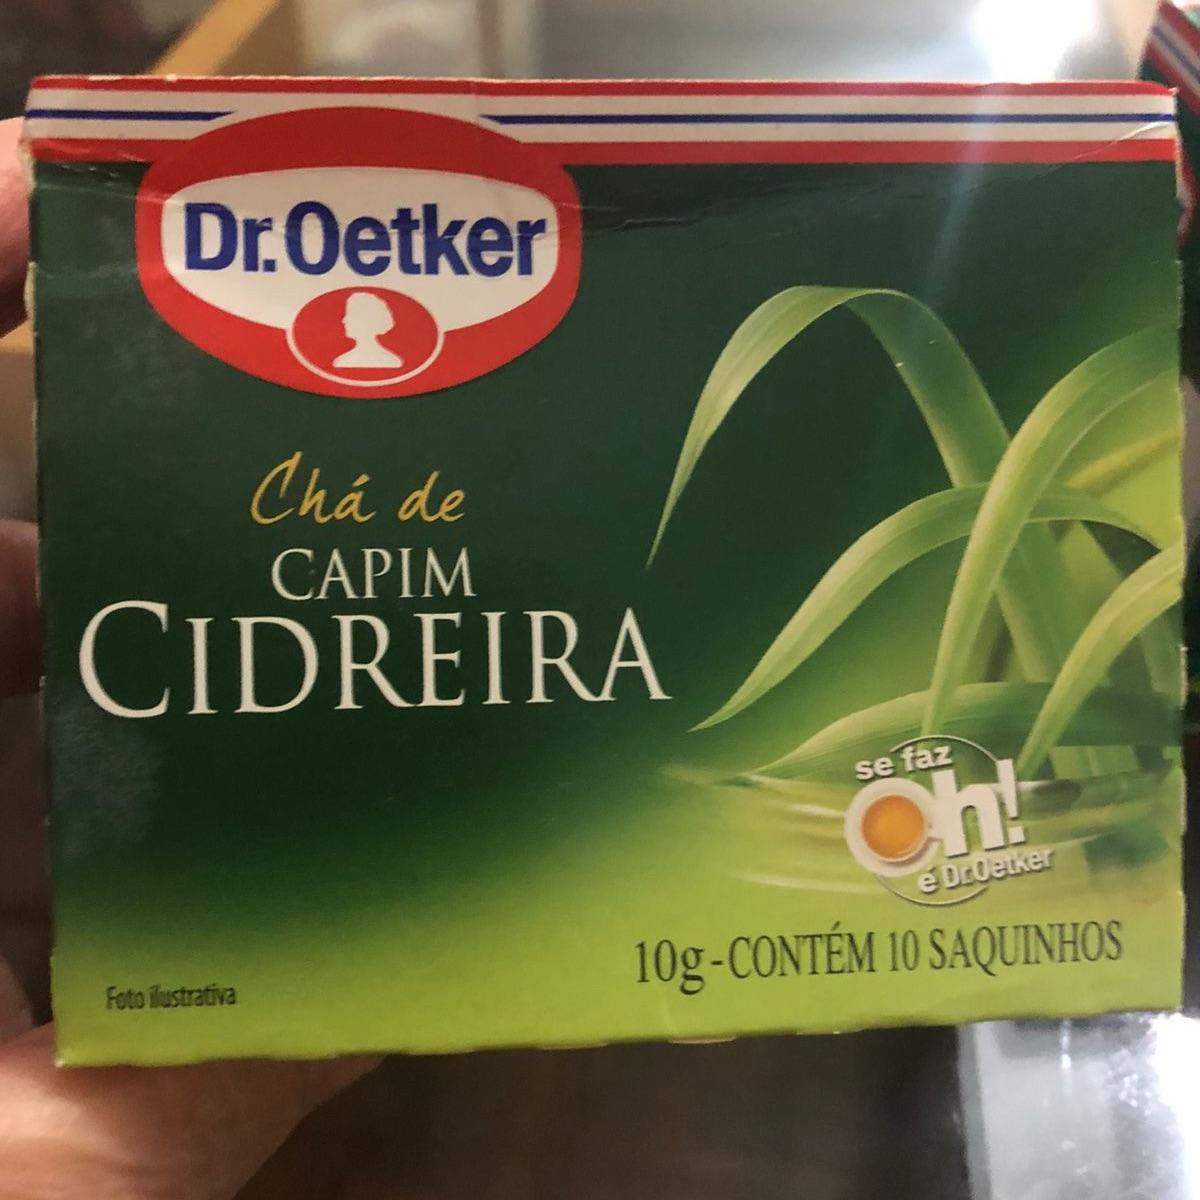 Dr.Oetker
Chá de
CAPIM
CIDREIRA
se faz
Oh!
é Dr.Oetker
10g-CONTÉM 10 SAQUINHOS
Foto ilustrativa